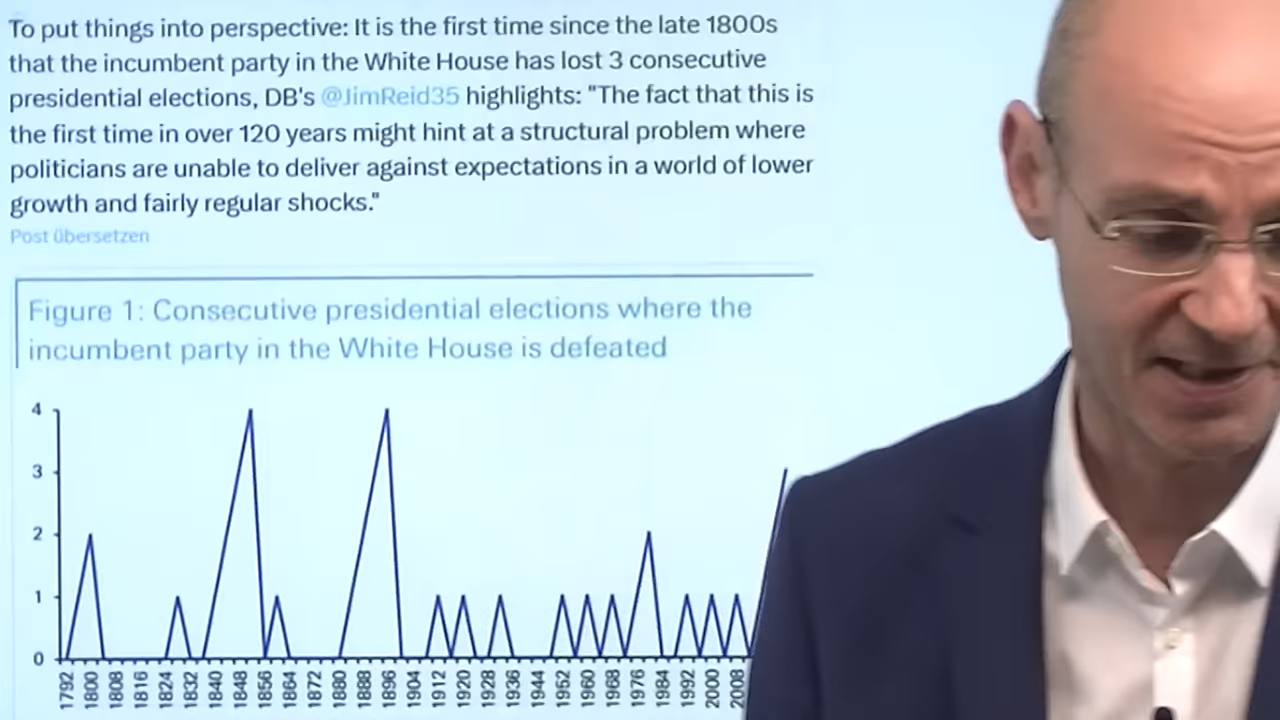 To put things into perspective: It is the first time since the late 1800s
that the incumbent party in the White House has lost 3 consecutive
presidential elections, DB's @JimReid35 highlights: "The fact that this is
the first time in over 120 years might hint at a structural problem where
politicians are unable to deliver against expectations in a world of lower
growth and fairly regular shocks."
Post übersetzen
Figure 1: Consecutive presidential elections where the
incumbent party in the White House is defeated
4
3
2
1
0
1792 1800 1808 1816 1824 1832 1840 1848 1856 1864 1872 1880 1888 1896 1904 1912 1920 1928 1936 1944 1952 1960 1968 1976 1984 1992 2000 2008